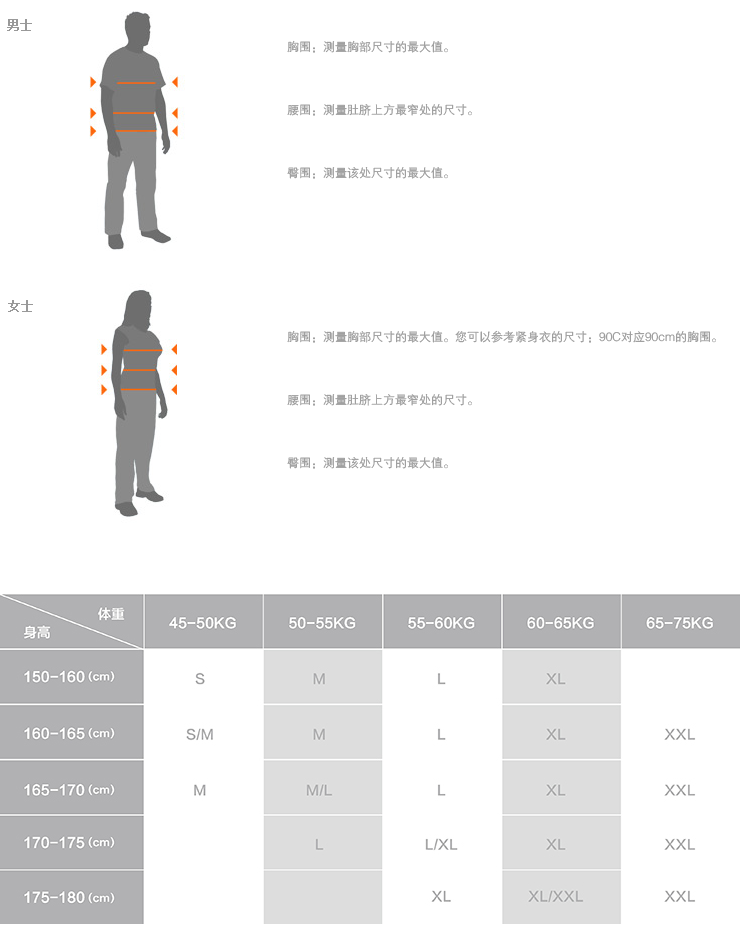 男士
胸围：测量胸部尺寸的最大值。
腰围：测量肚脐上方最窄处的尺寸。
臀围：测量该处尺寸的最大值。
女士
胸围：测量胸部尺寸的最大值。您可以参考紧身衣的尺寸；90C对应90cm的胸围。
腰围：测量肚脐上方最窄处的尺寸。
臀围：测量该处尺寸的最大值。
体重 身高 45-50KG 50-55KG 55-60KG 60-65KG 65-75KG
150-160(cm) S M L XL
160-165(cm) S/M M L XL XXL
165-170(cm) M M/L L XL XXL
170-175(cm) L L/XL XL XXL
175-180(cm) XL XL/XXL XXL